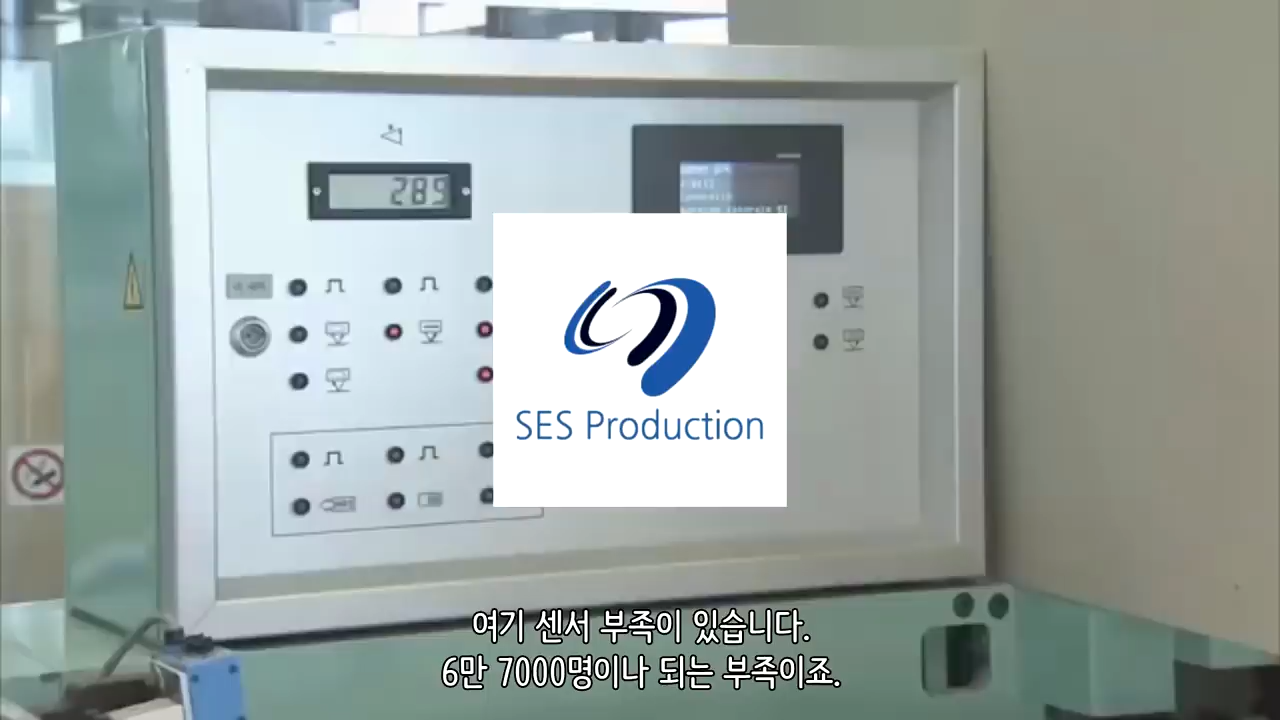 289
SES Production
여기 센서 부족이 있습니다.
6만 7000명이나 되는 부족이죠.